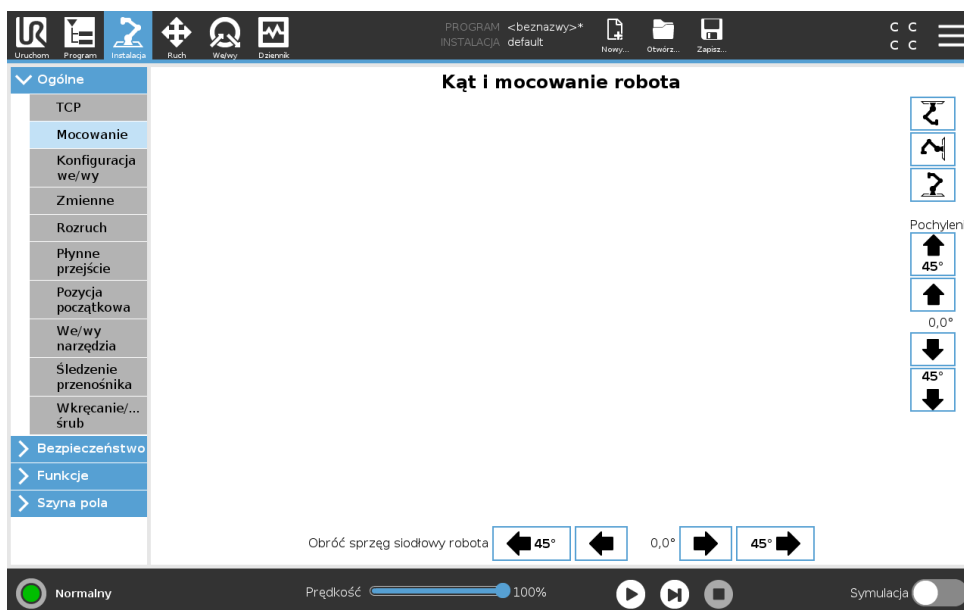 UR
Uruchom
Program
Instalacja
Ruch
We/wy
Dziennik
PROGRAM <beznazwy>*
INSTALACJA default
Nowy...
Otwórz...
Zapisz...
C C
C C
Ogólne
TCP
Mocowanie
Konfiguracja
we/wy
Zmienne
Rozruch
Płynne
przejście
Pozycja
początkowa
We/wy
narzędzia
Śledzenie
przenośnika
Wkręcanie/...
śrub
Bezpieczeństwo
Funkcje
Szyna pola
Kąt i mocowanie robota
Pochyleni
45°
0,0°
45°
Obróć sprzęg siodłowy robota 45° 0,0° 45°
Normalny
Prędkość 100%
Symulacja